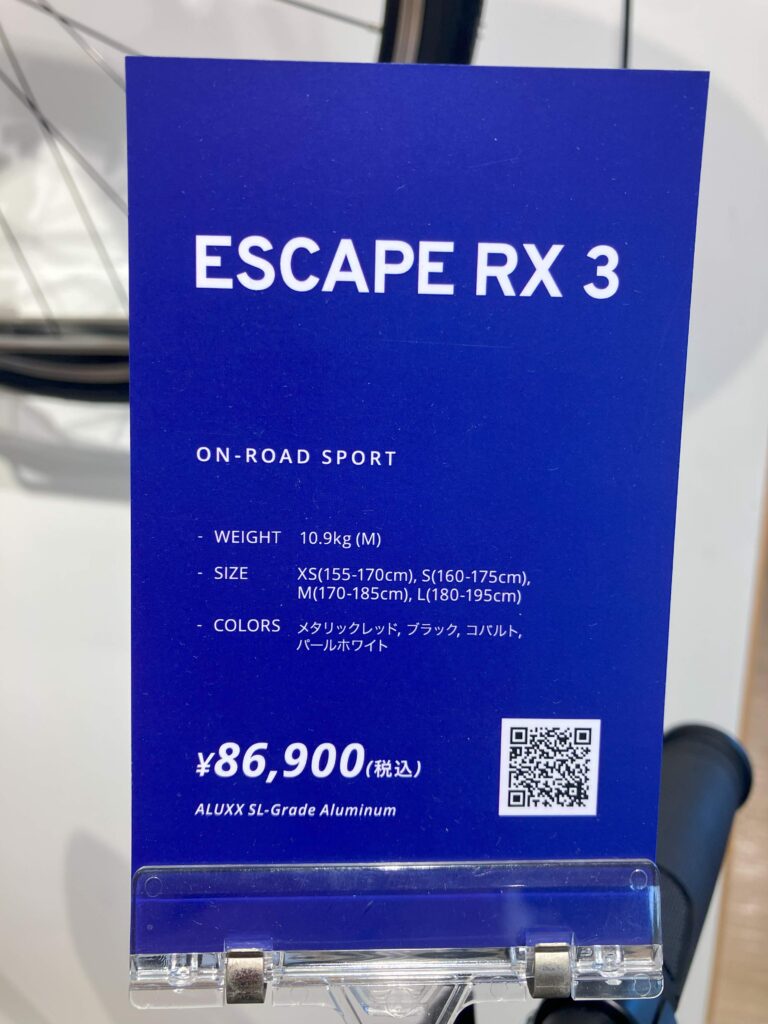 ESCAPE RX 3
ON-ROAD SPORT
- WEIGHT 10.9kg (M)
- SIZE XS(155-170cm), S(160-175cm),
M(170-185cm), L(180-195cm)
- COLORS メタリックレッド, ブラック, コバルト,
パールホワイト
¥86,900(税込)
ALUXX SL-Grade Aluminum